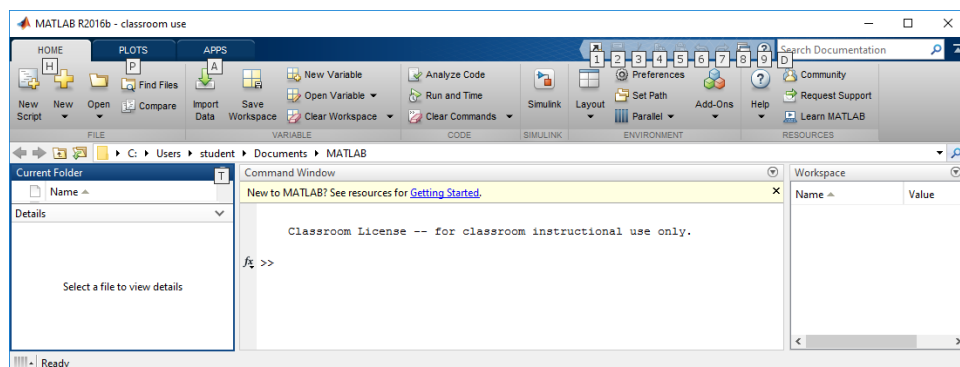 MATLAB R2016b - classroom use
HOME PLOTS APPS
Search Documentation
H P A 1 2 3 4 5 6 7 8 9 D
New Script
New
Open
Find Files
Compare
FILE
Import Data
Save Workspace
New Variable
Open Variable
Clear Workspace
VARIABLE
Analyze Code
Run and Time
Clear Commands
CODE
Simulink
SIMULINK
Layout
Preferences
Set Path
Parallel
Add-Ons
ENVIRONMENT
? Help
Community
Request Support
Learn MATLAB
RESOURCES
C: Users student Documents MATLAB
Current Folder T
Name
Details
Select a file to view details
Command Window
New to MATLAB? See resources for Getting Started.
Classroom License -- for classroom instructional use only.
fx >>
Workspace
Name Value
Ready